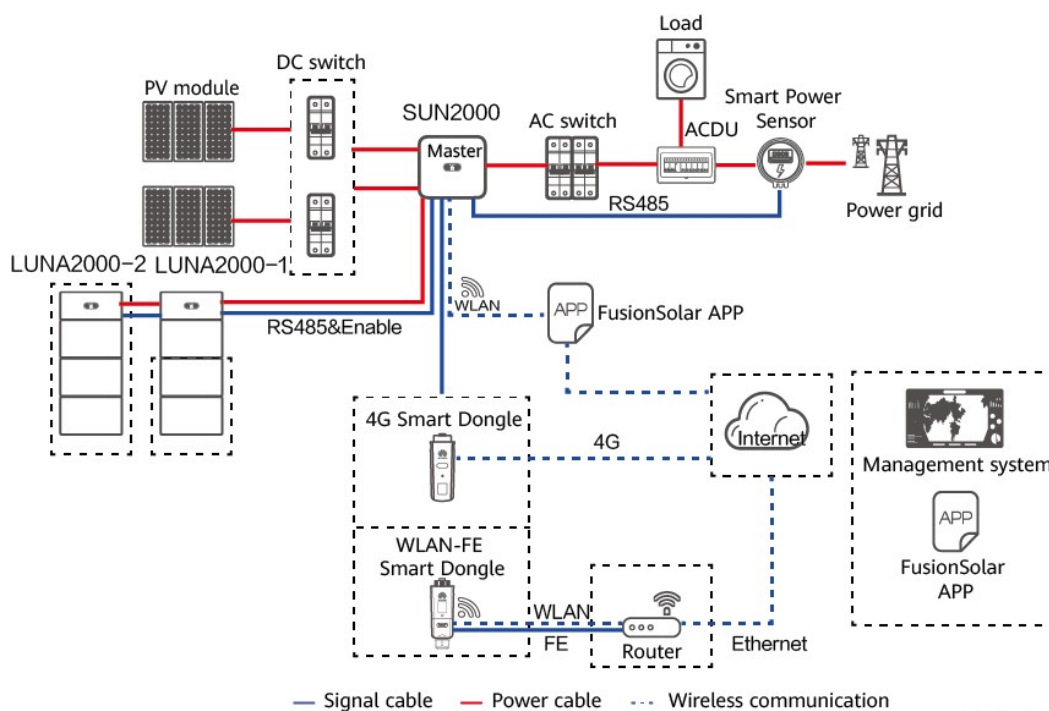 Load
DC switch
PV module
SUN2000
AC switch
Smart Power
Sensor
ACDU
Master
RS485
Power grid
LUNA2000-2
LUNA2000-1
WLAN
APP
FusionSolar APP
RS485&Enable
4G Smart Dongle
4G
Internet
Management system
WLAN-FE
Smart Dongle
APP
FusionSolar
APP
WLAN
FE
Router
Ethernet
Signal cable
Power cable
Wireless communication